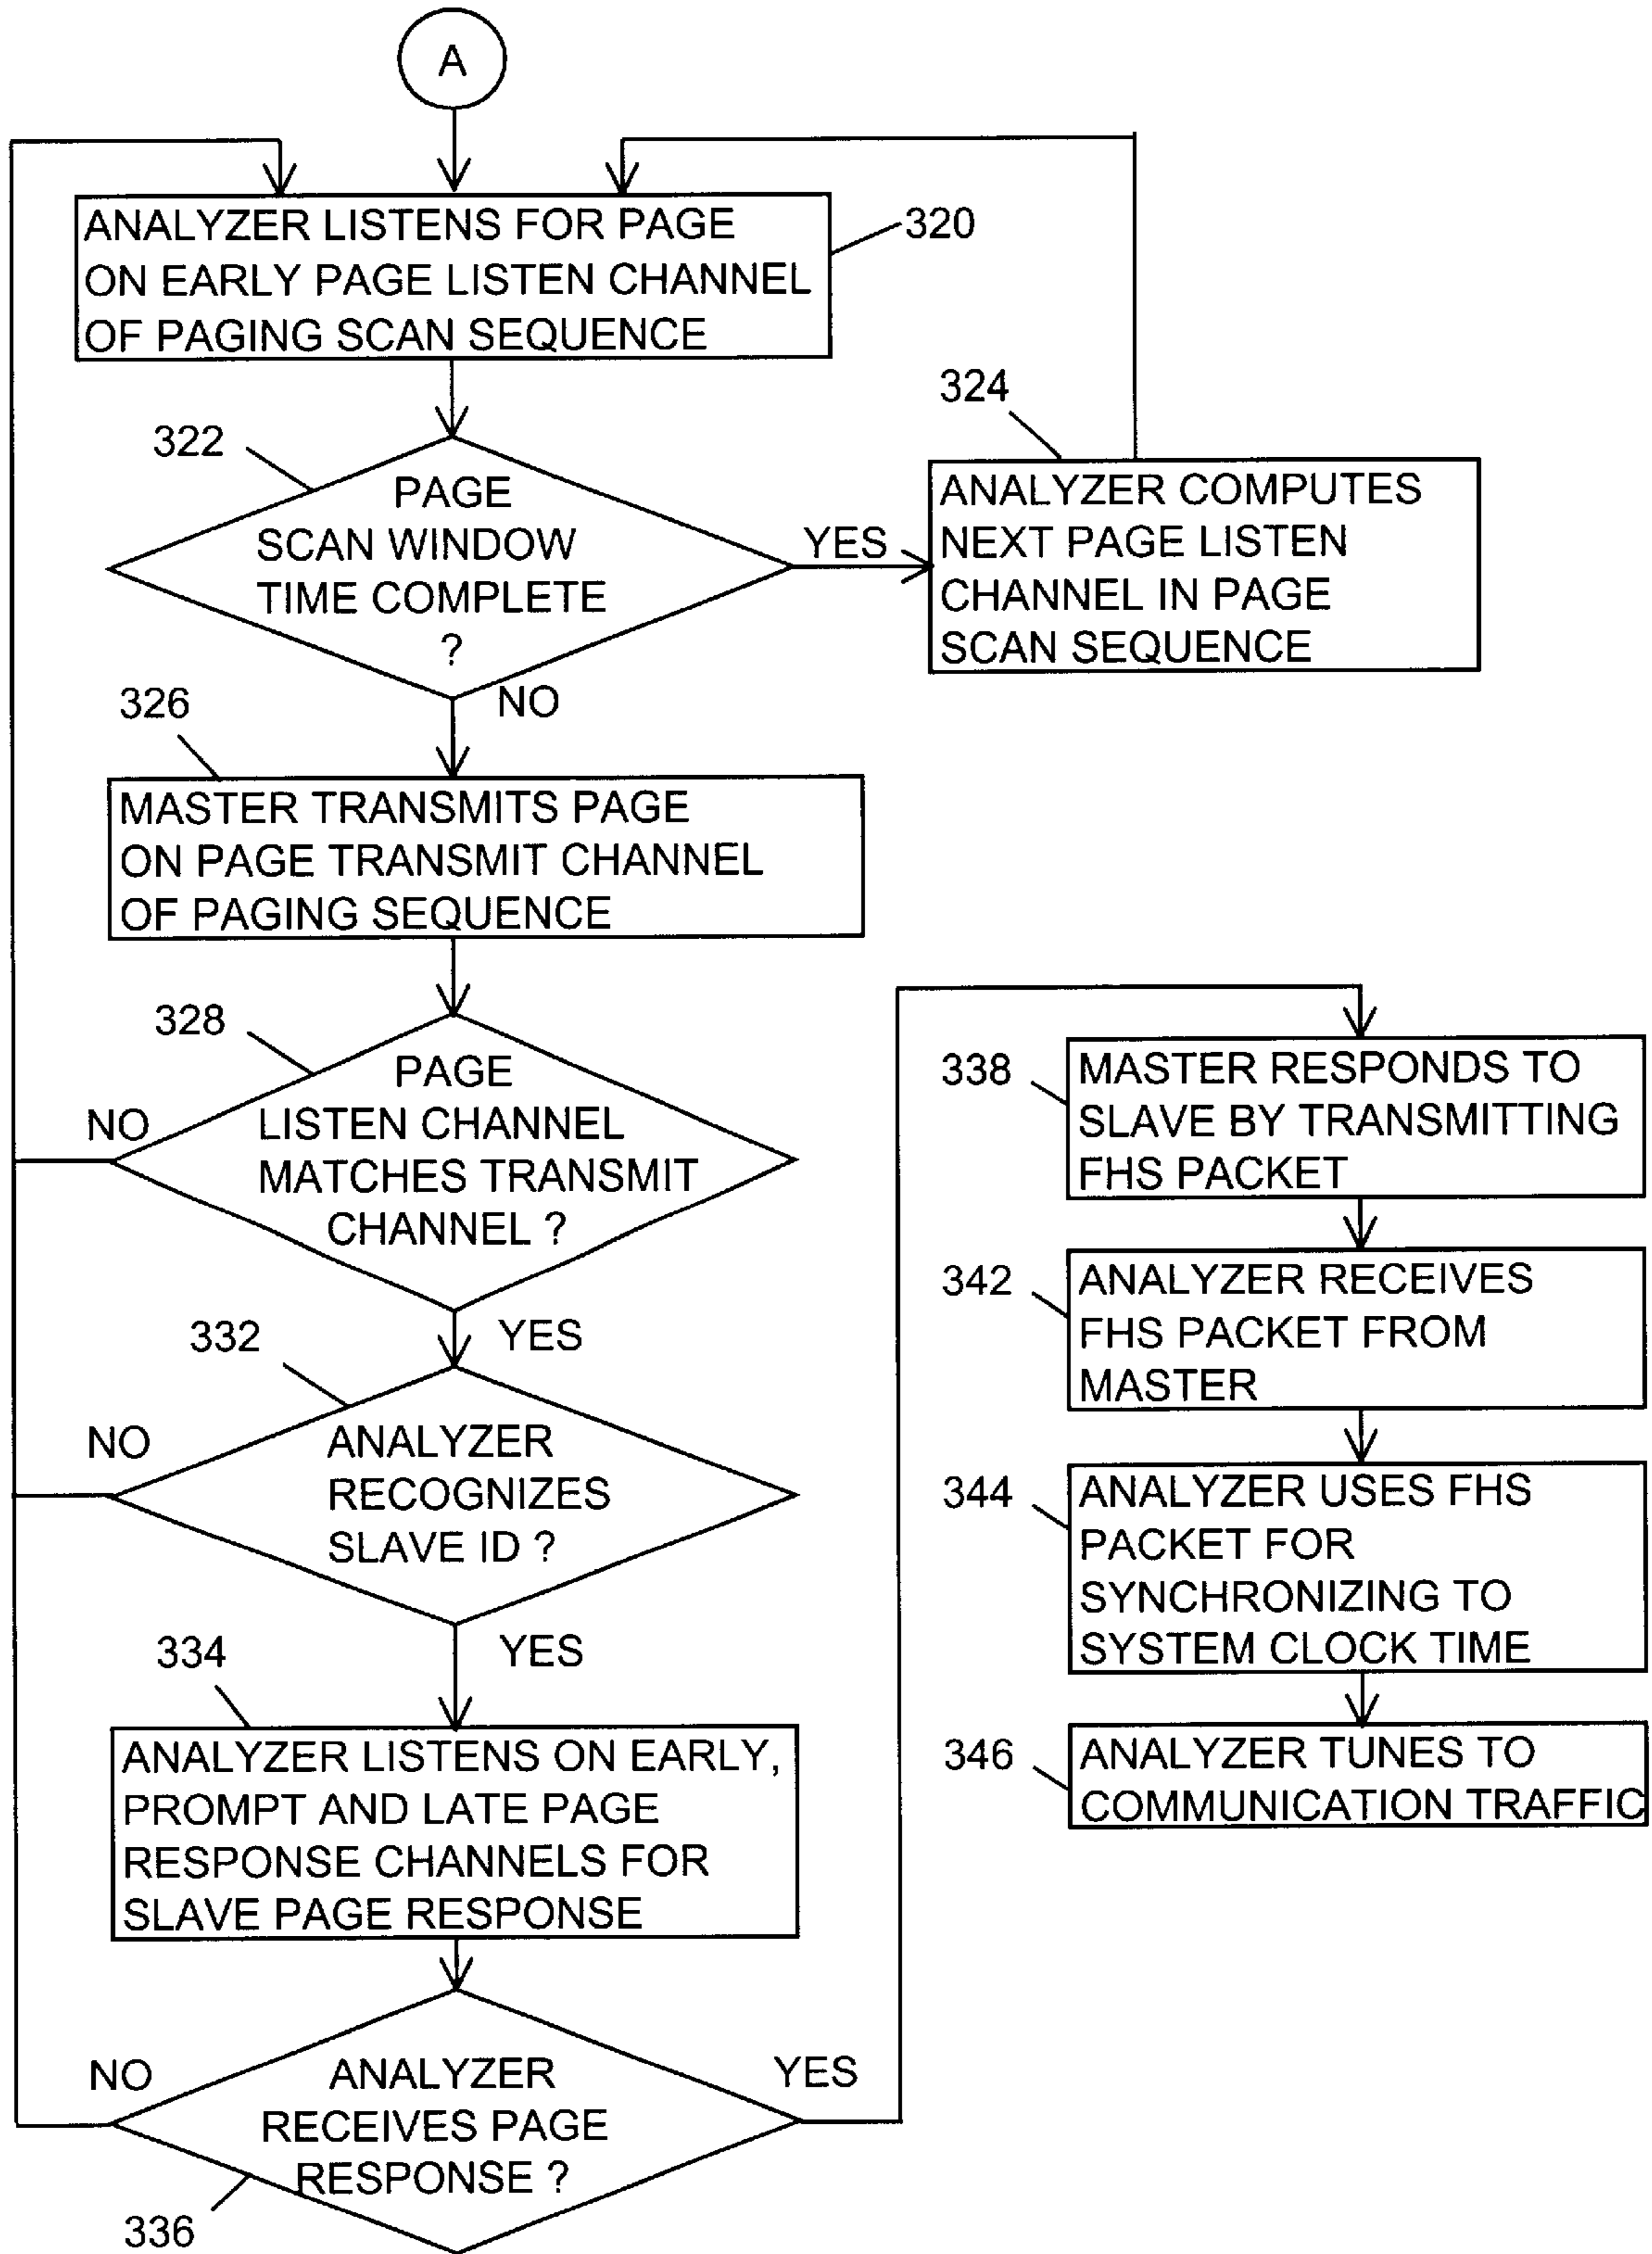 A
ANALYZER LISTENS FOR PAGE
ON EARLY PAGE LISTEN CHANNEL
OF PAGING SCAN SEQUENCE
320
322
PAGE
SCAN WINDOW
TIME COMPLETE
?
YES
NO
324
ANALYZER COMPUTES
NEXT PAGE LISTEN
CHANNEL IN PAGE
SCAN SEQUENCE
326
MASTER TRANSMITS PAGE
ON PAGE TRANSMIT CHANNEL
OF PAGING SEQUENCE
328
PAGE
LISTEN CHANNEL
MATCHES TRANSMIT
CHANNEL ?
NO
YES
332
ANALYZER
RECOGNIZES
SLAVE ID ?
NO
YES
334
ANALYZER LISTENS ON EARLY,
PROMPT AND LATE PAGE
RESPONSE CHANNELS FOR
SLAVE PAGE RESPONSE
NO
YES
ANALYZER
RECEIVES PAGE
RESPONSE ?
336
338
MASTER RESPONDS TO
SLAVE BY TRANSMITTING
FHS PACKET
342
ANALYZER RECEIVES
FHS PACKET FROM
MASTER
344
ANALYZER USES FHS
PACKET FOR
SYNCHRONIZING TO
SYSTEM CLOCK TIME
346
ANALYZER TUNES TO
COMMUNICATION TRAFFIC